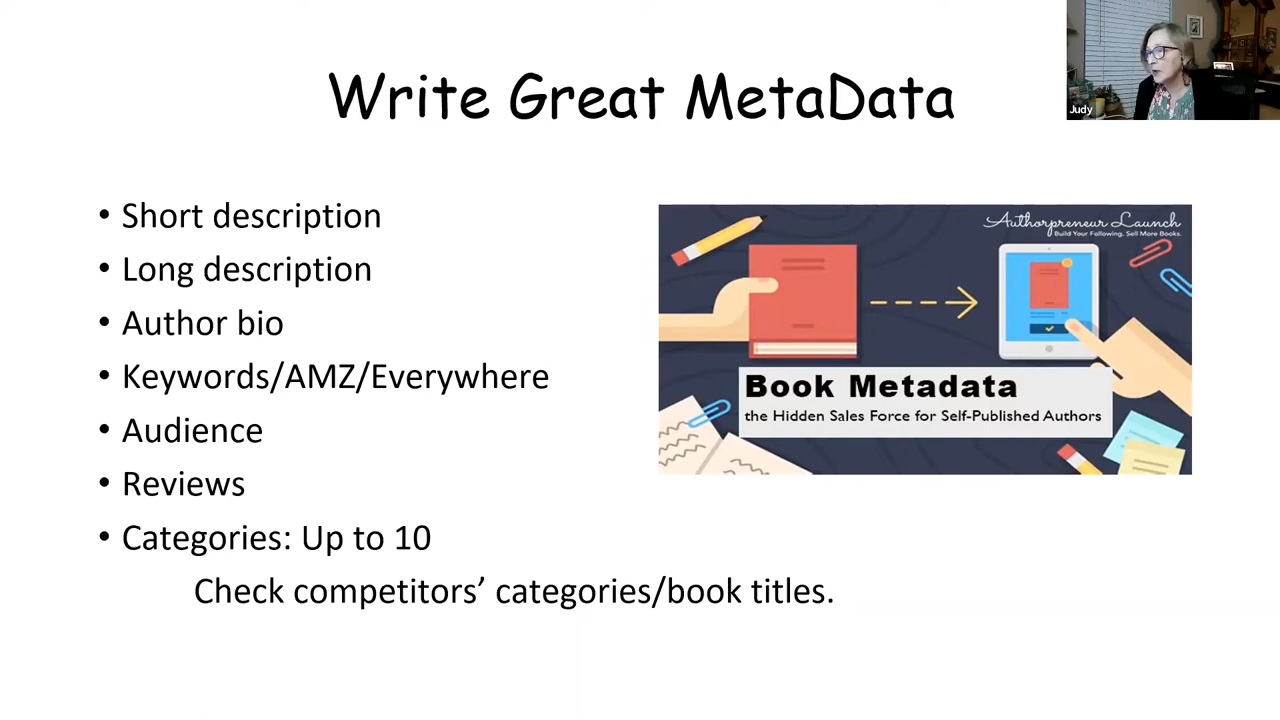 Write Great MetaData
Judy
• Short description
• Long description
• Author bio
• Keywords/AMZ/Everywhere
• Audience
• Reviews
• Categories: Up to 10
Check competitors’ categories/book titles.
Authorpreneur Launch
Build Your Following. Sell More Books.
Book Metadata
the Hidden Sales Force for Self-Published Authors